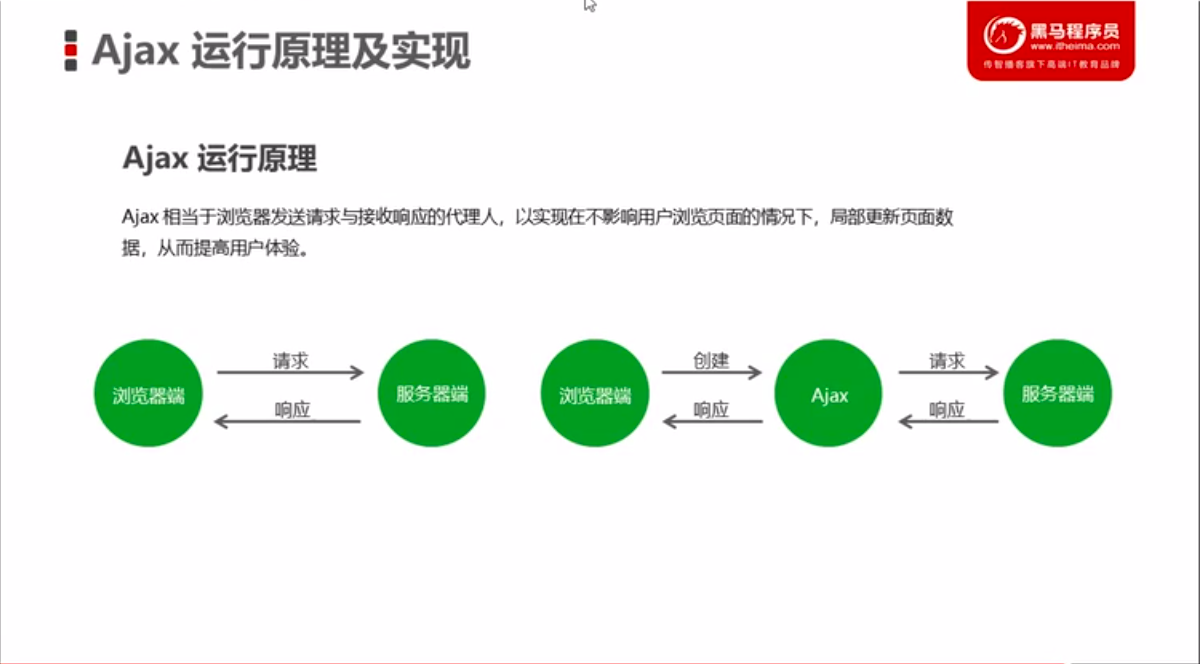 Ajax 运行原理及实现
黑马程序员
www.itheima.com
传智播客旗下高端IT教育品牌
Ajax 运行原理
Ajax 相当于浏览器发送请求与接收响应的代理人，以实现在不影响用户浏览页面的情况下，局部更新页面数
据，从而提高用户体验。
浏览器端
请求
响应
服务器端
浏览器端
创建
响应
Ajax
请求
响应
服务器端